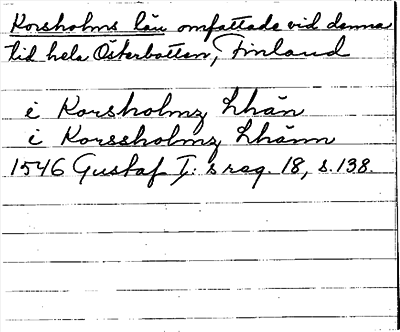 Korsholms län omfattade vid denna
tid hela Österbotten, Finland
i Korsholmz Lhän
i Korssholmz Lhänn
1546 Gustaf I: s reg. 18, s. 138.